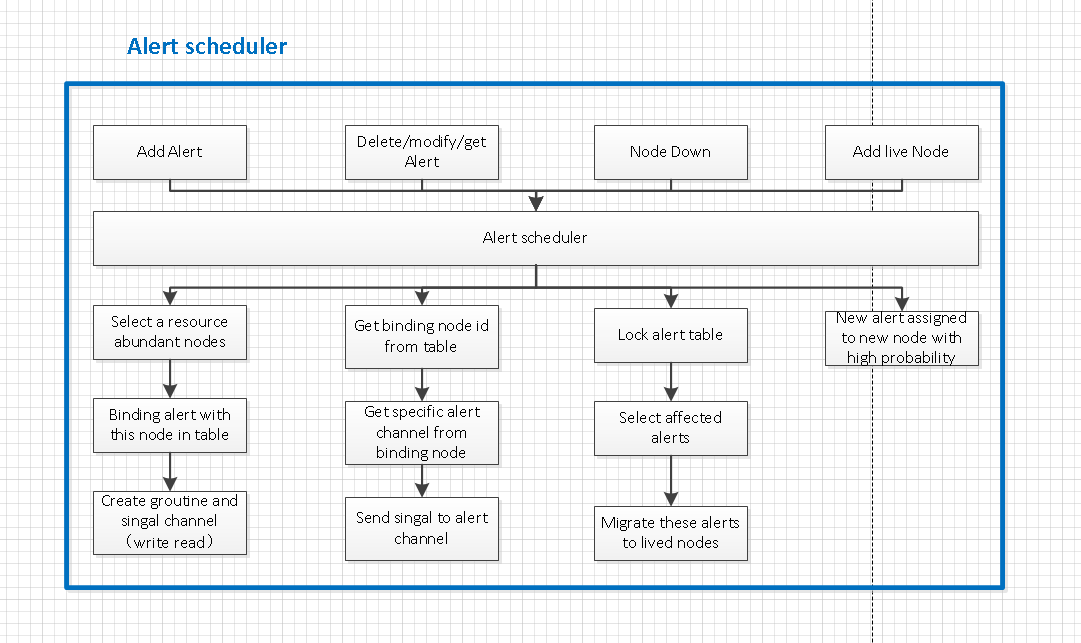 Alert scheduler
Add Alert
Delete/modify/get
Alert
Node Down
Add live Node
Alert scheduler
Select a resource
abundant nodes
Get binding node id
from table
Lock alert table
New alert assigned
to new node with
high probability
Binding alert with
this node in table
Get specific alert
channel from
binding node
Select affected
alerts
Create groutine and
singal channel
（write read）
Send singal to alert
channel
Migrate these alerts
to lived nodes